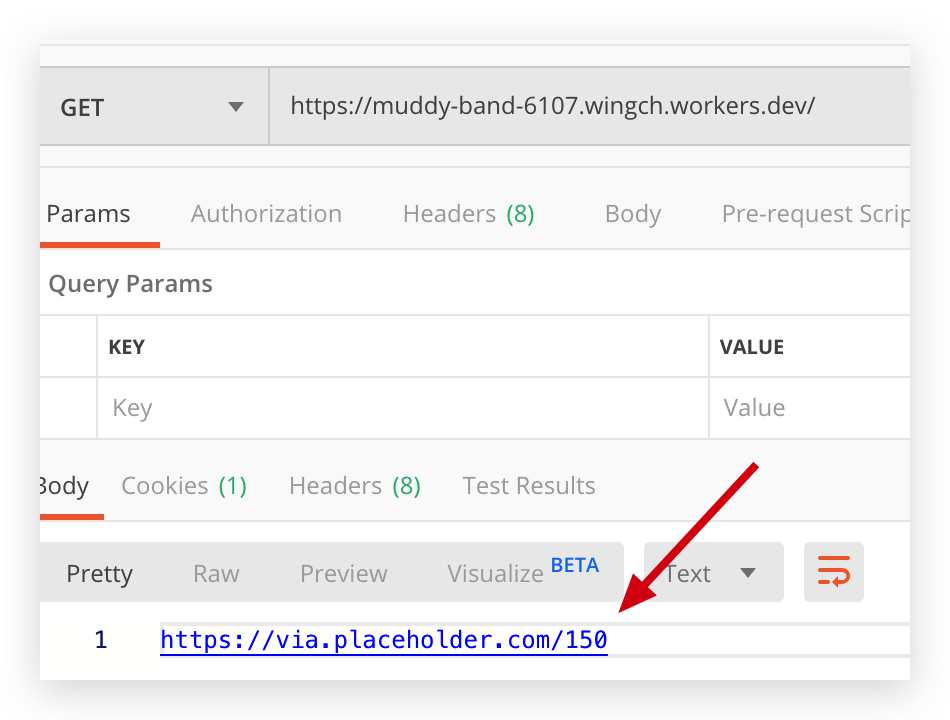 GET https://muddy-band-6107.wingch.workers.dev/
Params Authorization Headers (8) Body Pre-request Scrip
Query Params
KEY VALUE
Key Value
Body Cookies (1) Headers (8) Test Results
Pretty Raw Preview Visualize BETA Text
1 https://via.placeholder.com/150